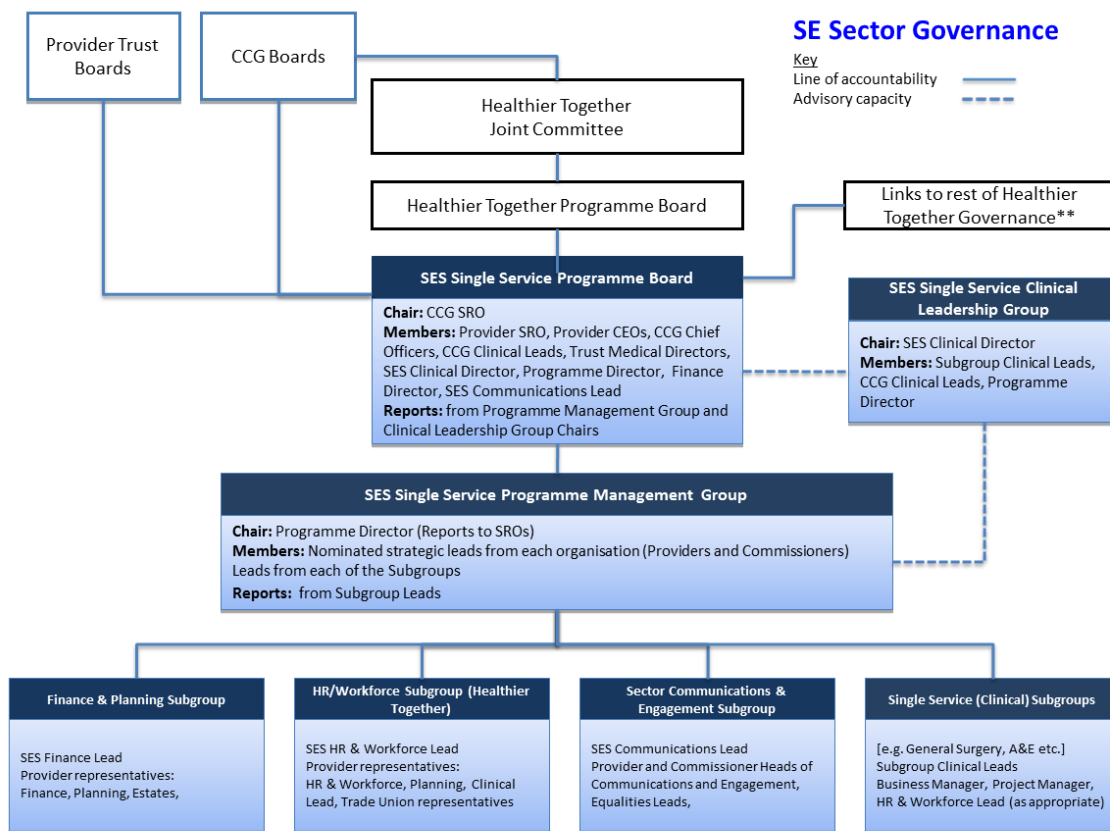 SE Sector Governance
Key
Line of accountability
Advisory capacity
Provider Trust
Boards
CCG Boards
Healthier Together
Joint Committee
Healthier Together Programme Board
Links to rest of Healthier
Together Governance**
SES Single Service Programme Board
Chair: CCG SRO
Members: Provider SRO, Provider CEOs, CCG Chief
Officers, CCG Clinical Leads, Trust Medical Directors,
SES Clinical Director, Programme Director, Finance
Director, SES Communications Lead
Reports: from Programme Management Group and
Clinical Leadership Group Chairs
SES Single Service Clinical
Leadership Group
Chair: SES Clinical Director
Members: Subgroup Clinical Leads,
CCG Clinical Leads, Programme
Director
SES Single Service Programme Management Group
Chair: Programme Director (Reports to SROs)
Members: Nominated strategic leads from each organisation (Providers and Commissioners)
Leads from each of the Subgroups
Reports: from Subgroup Leads
Finance & Planning Subgroup
SES Finance Lead
Provider representatives:
Finance, Planning, Estates,
HR/Workforce Subgroup (Healthier
Together)
SES HR & Workforce Lead
Provider representatives:
HR & Workforce, Planning, Clinical
Lead, Trade Union representatives
Sector Communications &
Engagement Subgroup
SES Communications Lead
Provider and Commissioner Heads of
Communications and Engagement,
Equalities Leads,
Single Service (Clinical) Subgroups
[e.g. General Surgery, A&E etc.]
Subgroup Clinical Leads
Business Manager, Project Manager,
HR & Workforce Lead (as appropriate)